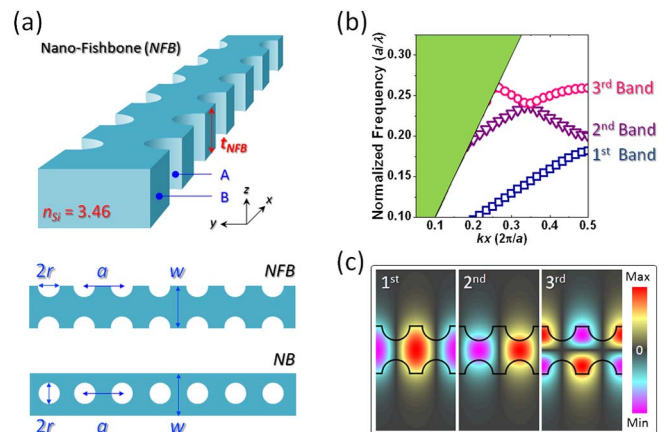 (a)
Nano-Fishbone (NFB)
t_NFB
A
B
n_Si = 3.46
z
x
y
2r
a
w
NFB
NB
2r
a
w
(b)
Normalized Frequency (a/λ)
0.30
0.25
0.20
0.15
0.10
0.1
0.2
0.3
0.4
0.5
kx (2π/a)
3rd Band
2nd Band
1st Band
(c)
1st
2nd
3rd
Max
0
Min